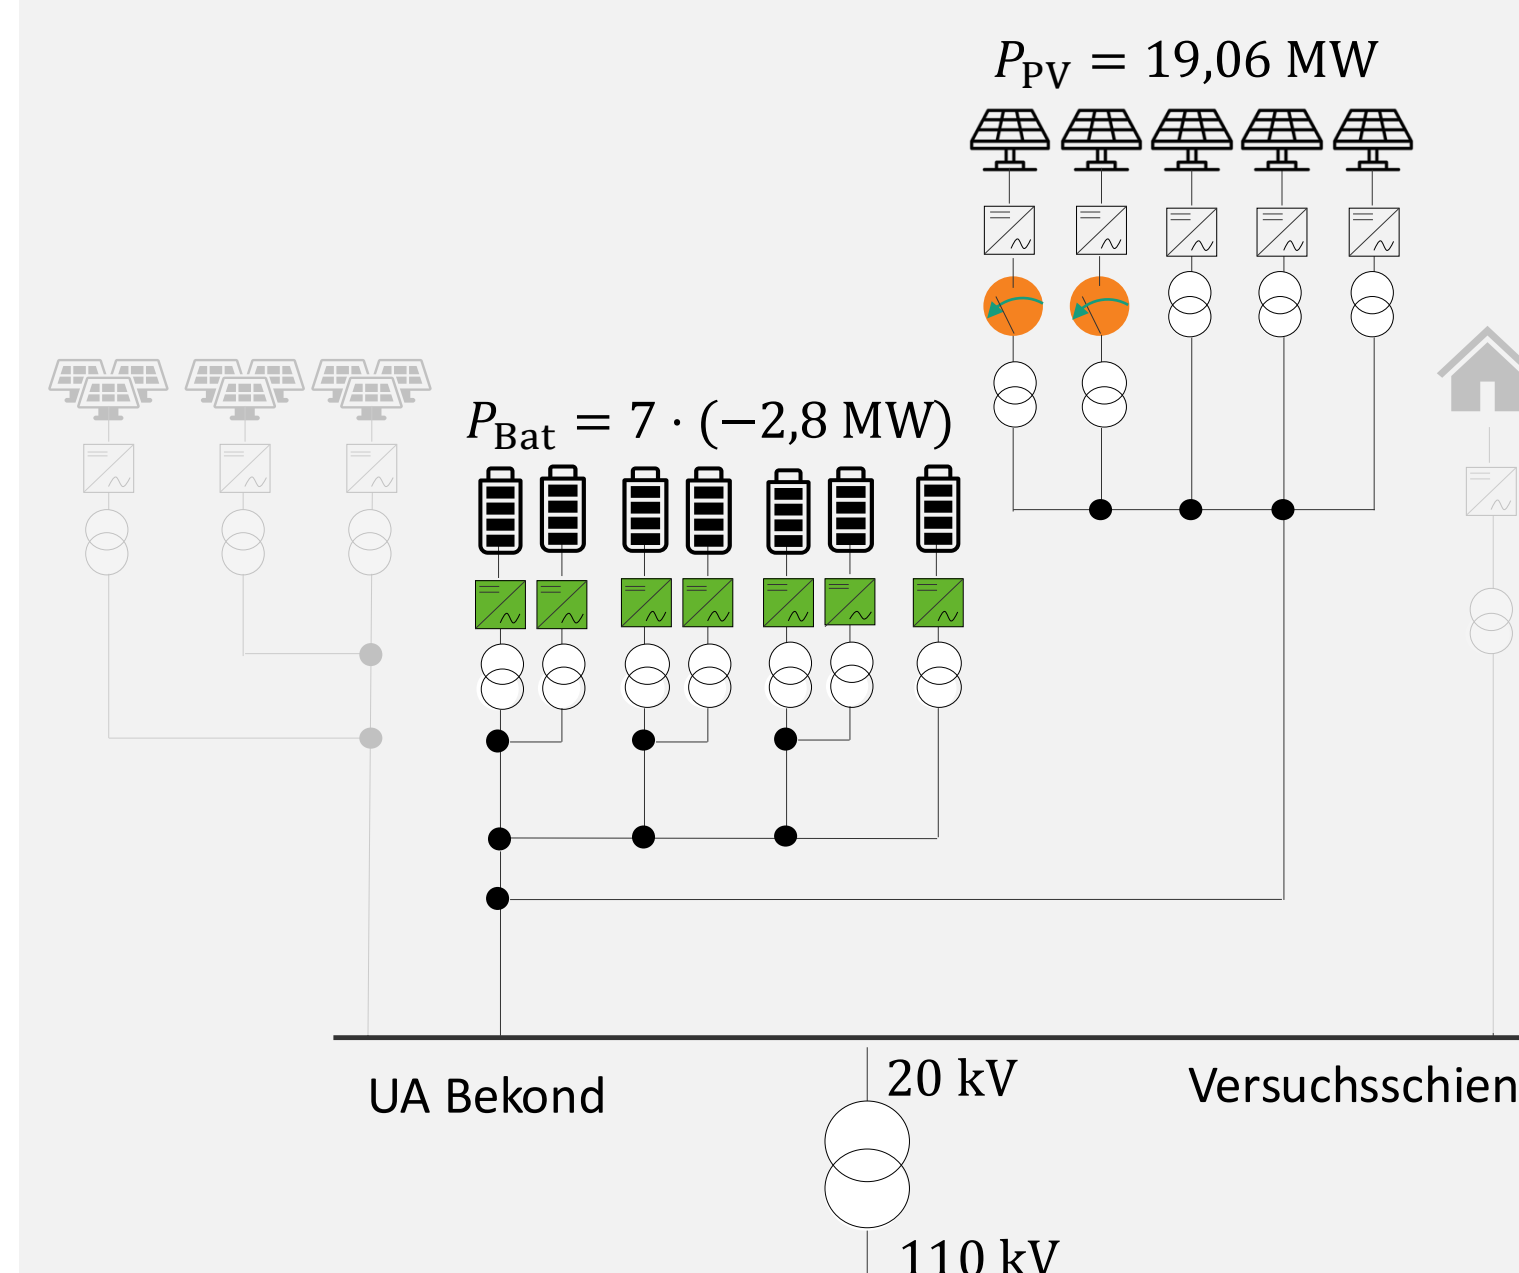 P_PV = 19,06 MW
P_Bat = 7 · (−2,8 MW)
20 kV
UA Bekond
Versuchsschien
110 kV